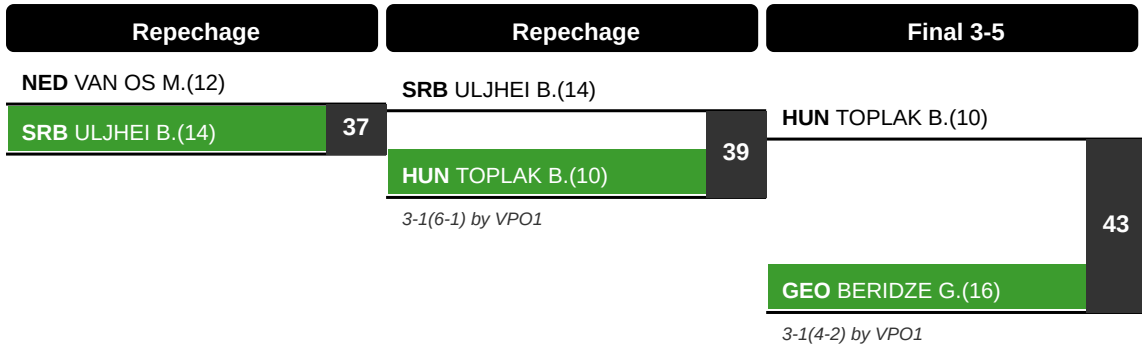 Repechage
NED VAN OS M.(12)
SRB ULJHEI B.(14)
37
Repechage
SRB ULJHEI B.(14)
HUN TOPLAK B.(10)
39
3-1(6-1) by VPO1
Final 3-5
HUN TOPLAK B.(10)
GEO BERIDZE G.(16)
43
3-1(4-2) by VPO1